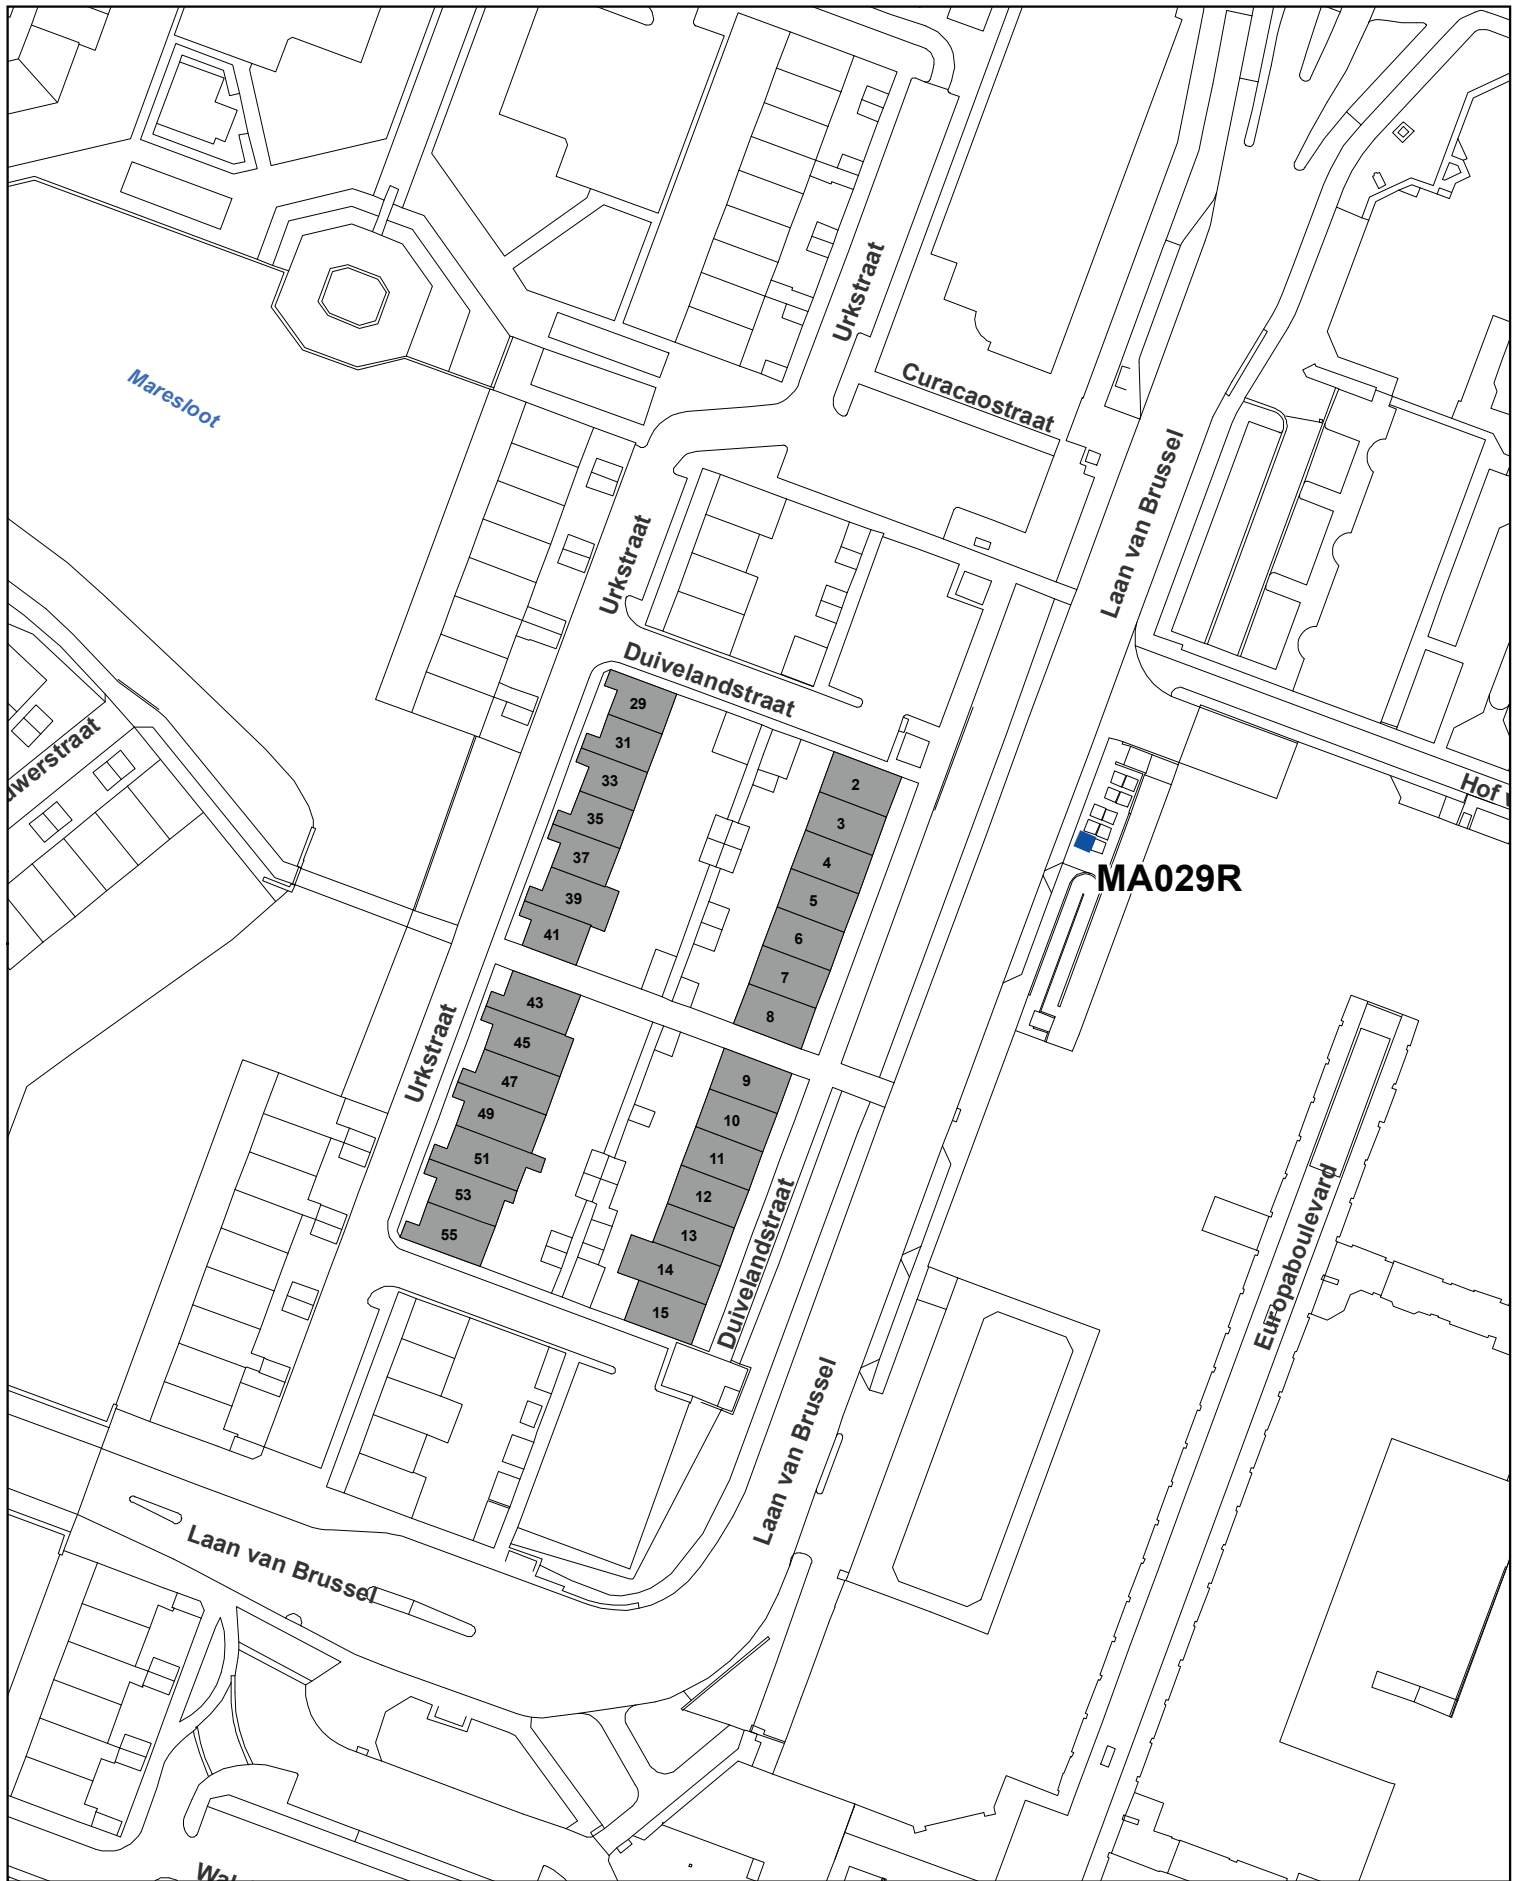 Urkstraat
Curacaostraat
Maresloot
Laan van Brussel
Urkstraat
Duivelandstraat
29
31
33
35
37
39
41
2
3
4
5
6
7
8
Hof
MA029R
43
45
47
49
51
53
55
9
10
11
12
13
14
15
Urkstraat
Duivelandstraat
Europaboulevard
Laan van Brussel
Laan van Brussel